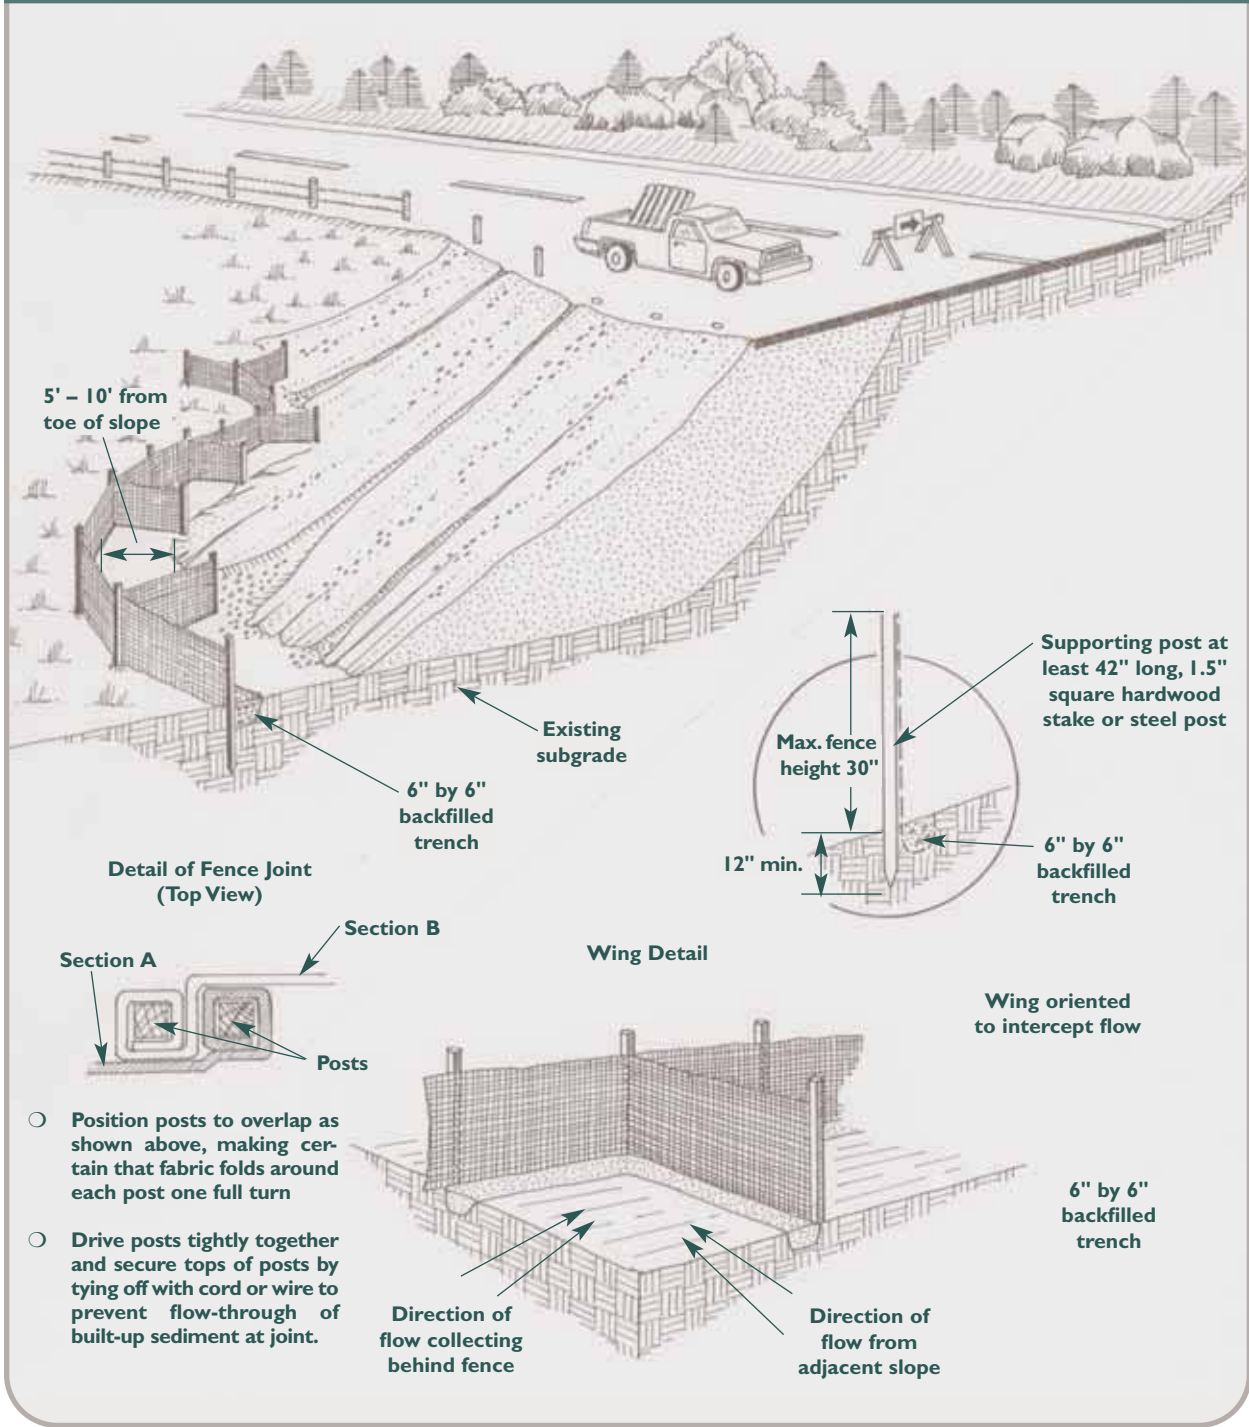 5' – 10' from
toe of slope
Supporting post at
least 42" long, 1.5"
square hardwood
stake or steel post
Max. fence
height 30"
Existing
subgrade
6" by 6"
backfilled
trench
12" min.
6" by 6"
backfilled
trench
Detail of Fence Joint
(Top View)
Section B
Section A
Posts
Wing Detail
Wing oriented
to intercept flow
❍ Position posts to overlap as
shown above, making cer-
tain that fabric folds around
each post one full turn
❍ Drive posts tightly together
and secure tops of posts by
tying off with cord or wire to
prevent flow-through of
built-up sediment at joint.
6" by 6"
backfilled
trench
Direction of
flow collecting
behind fence
Direction of
flow from
adjacent slope